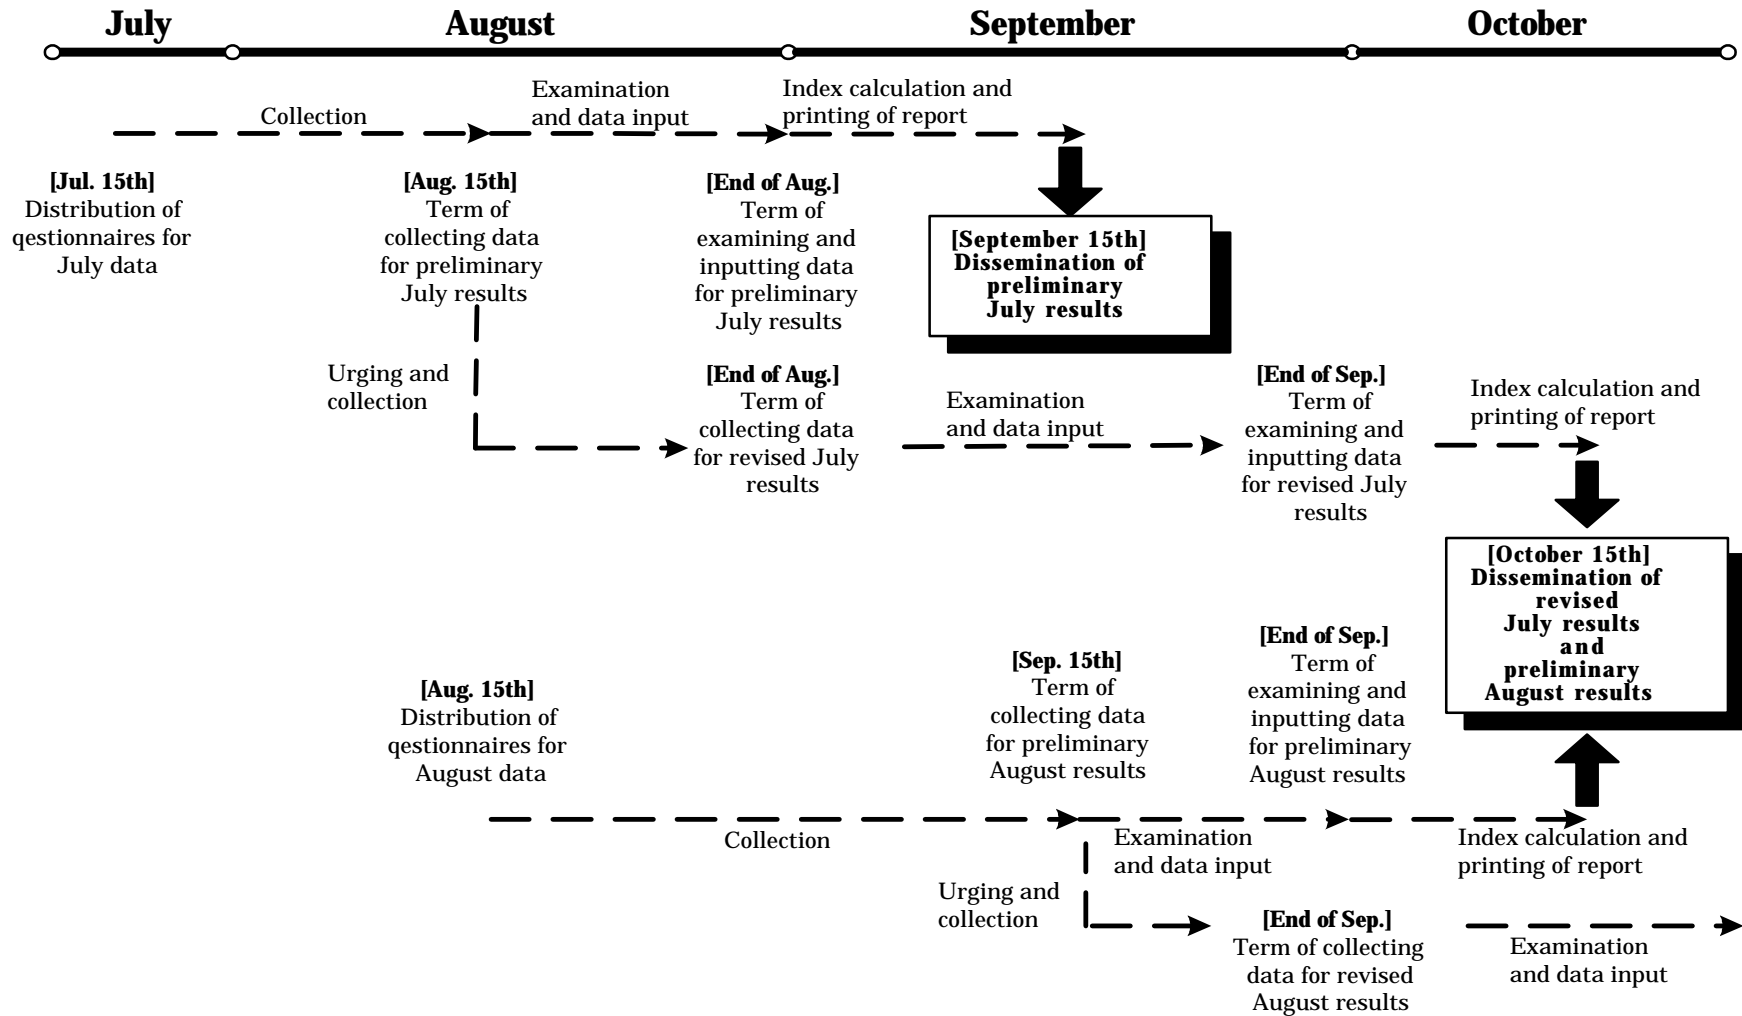 July
August
September
October
Collection
Examination
and data input
Index calculation and
printing of report
[Jul. 15th]
Distribution of
qestionnaires for
July data
[Aug. 15th]
Term of
collecting data
for preliminary
July results
[End of Aug.]
Term of
examining and
inputting data
for preliminary
July results
[September 15th]
Dissemination of
preliminary
July results
Urging and
collection
[End of Aug.]
Term of
collecting data
for revised July
results
Examination
and data input
[End of Sep.]
Term of
examining and
inputting data
for revised July
results
Index calculation and
printing of report
[October 15th]
Dissemination of
revised
July results
and
preliminary
August results
[Aug. 15th]
Distribution of
qestionnaires for
August data
[Sep. 15th]
Term of
collecting data
for preliminary
August results
[End of Sep.]
Term of
examining and
inputting data
for preliminary
August results
Collection
Examination
and data input
Index calculation and
printing of report
Urging and
collection
[End of Sep.]
Term of collecting
data for revised
August results
Examination
and data input